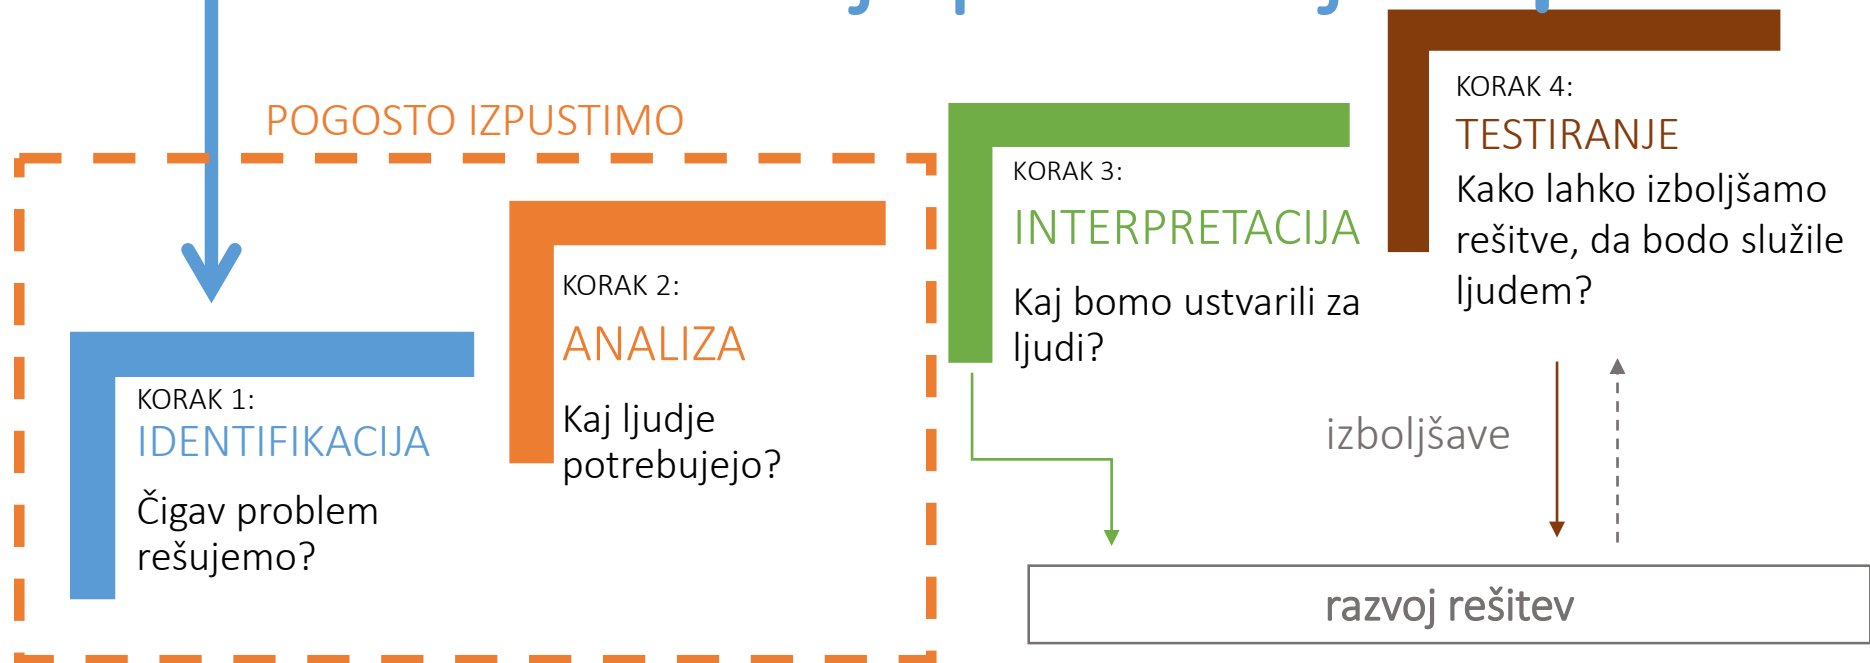 POGOSTO IZPUSTIMO
KORAK 1:
IDENTIFIKACIJA
Čigav problem
rešujemo?
KORAK 2:
ANALIZA
Kaj ljudje
potrebujejo?
KORAK 3:
INTERPRETACIJA
Kaj bomo ustvarili za
ljudi?
KORAK 4:
TESTIRANJE
Kako lahko izboljšamo
rešitve, da bodo služile
ljudem?
izboljšave
razvoj rešitev